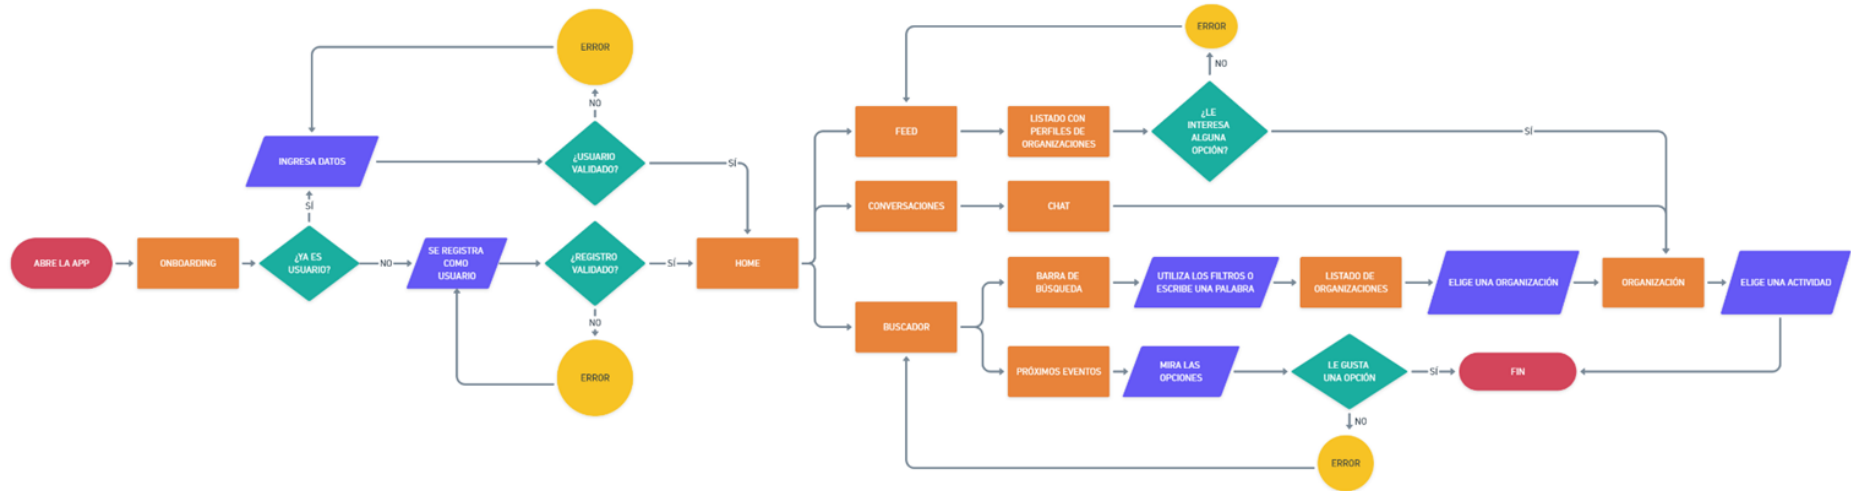 ABRE LA APP
ONBOARDING
¿YA ES
USUARIO?
SÍ
NO
INGRESA DATOS
¿USUARIO
VALIDADO?
NO
ERROR
SÍ
SE REGISTRA
COMO
USUARIO
¿REGISTRO
VALIDADO?
NO
ERROR
SÍ
HOME
FEED
LISTADO CON
PERFILES DE
ORGANIZACIONES
¿LE
INTERESA
ALGUNA
OPCIÓN?
NO
ERROR
SÍ
CONVERSACIONES
CHAT
BUSCADOR
BARRA DE
BÚSQUEDA
UTILIZA LOS FILTROS O
ESCRIBE UNA PALABRA
LISTADO DE
ORGANIZACIONES
ELIGE UNA ORGANIZACIÓN
ORGANIZACIÓN
ELIGE UNA ACTIVIDAD
PRÓXIMOS EVENTOS
MIRA LAS
OPCIONES
LE GUSTA
UNA OPCIÓN
SÍ
FIN
NO
ERROR